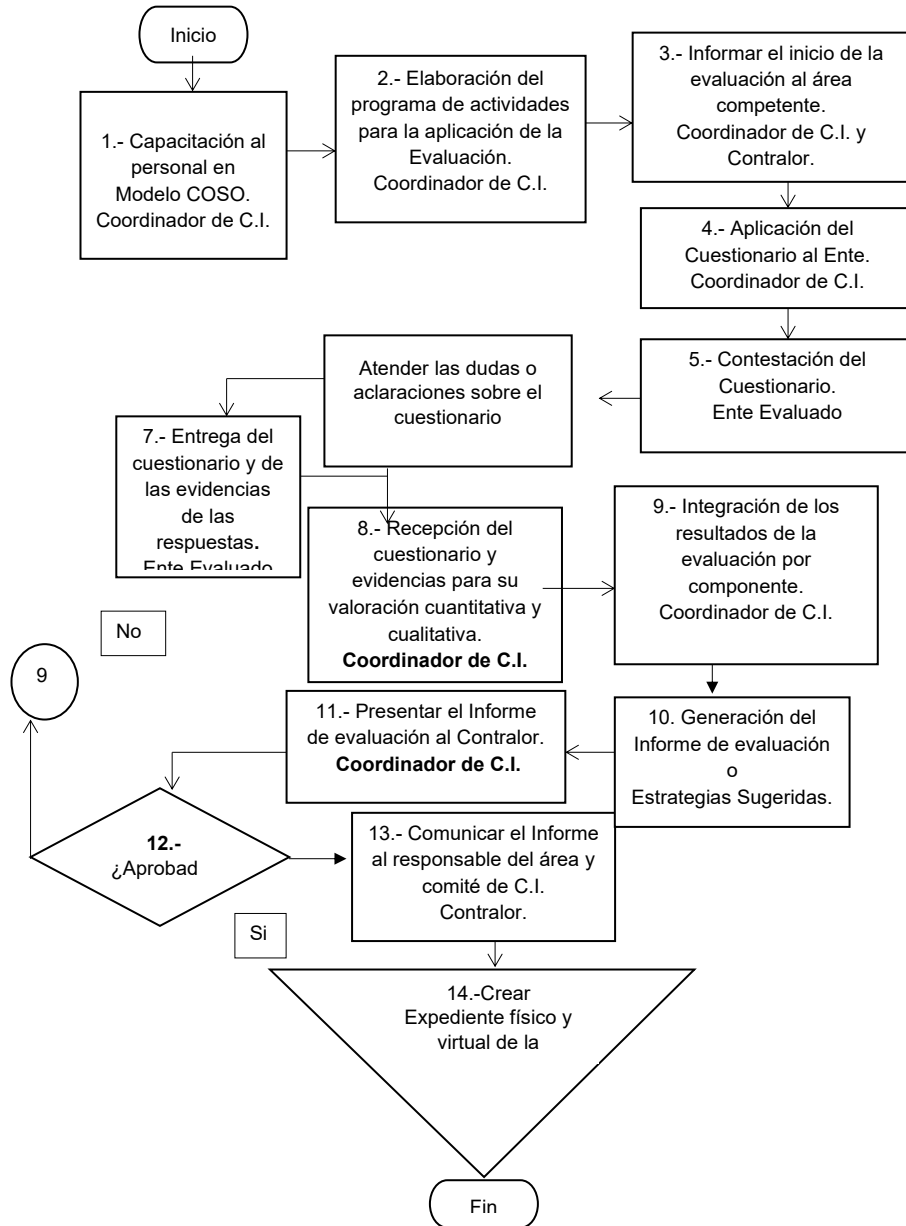 Inicio
1.- Capacitación al
personal en
Modelo COSO.
Coordinador de C.I.
2.- Elaboración del
programa de actividades
para la aplicación de la
Evaluación.
Coordinador de C.I.
3.- Informar el inicio de la
evaluación al área
competente.
Coordinador de C.I. y
Contralor.
4.- Aplicación del
Cuestionario al Ente.
Coordinador de C.I.
5.- Contestación del
Cuestionario.
Ente Evaluado
Atender las dudas o
aclaraciones sobre el
cuestionario
7.- Entrega del
cuestionario y de
las evidencias
de las
respuestas.
Ente Evaluado
8.- Recepción del
cuestionario y
evidencias para su
valoración cuantitativa y
cualitativa.
Coordinador de C.I.
9.- Integración de los
resultados de la
evaluación por
componente.
Coordinador de C.I.
10. Generación del
Informe de evaluación
o
Estrategias Sugeridas.
11.- Presentar el Informe
de evaluación al Contralor.
Coordinador de C.I.
12.-
¿Aprobad
No
9
Si
13.- Comunicar el Informe
al responsable del área y
comité de C.I.
Contralor.
14.-Crear
Expediente físico y
virtual de la
Fin